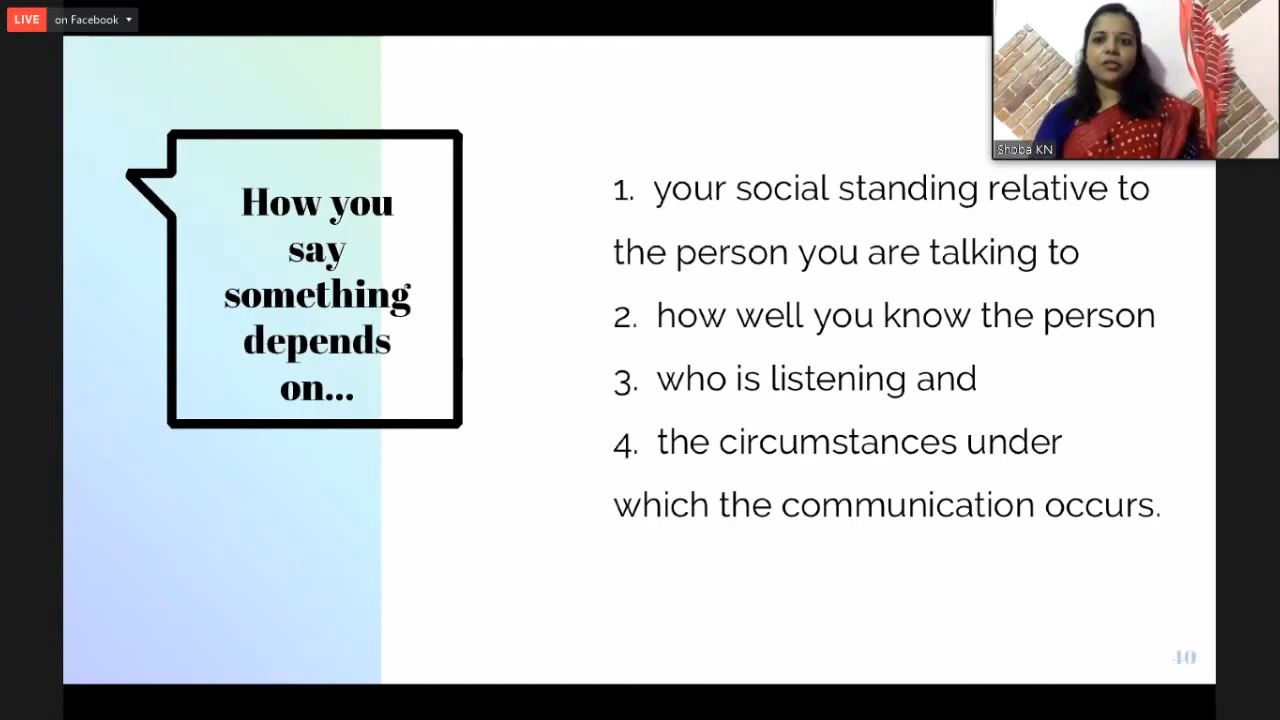 LIVE on Facebook
Shoba KN
How you
say
something
depends
on...
1. your social standing relative to
the person you are talking to
2. how well you know the person
3. who is listening and
4. the circumstances under
which the communication occurs.
40